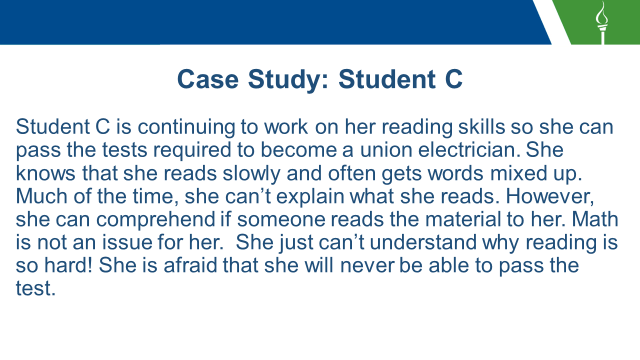 Case Study: Student C
Student C is continuing to work on her reading skills so she can
pass the tests required to become a union electrician. She
knows that she reads slowly and often gets words mixed up.
Much of the time, she can’t explain what she reads. However,
she can comprehend if someone reads the material to her. Math
is not an issue for her.  She just can’t understand why reading is
so hard! She is afraid that she will never be able to pass the
test.